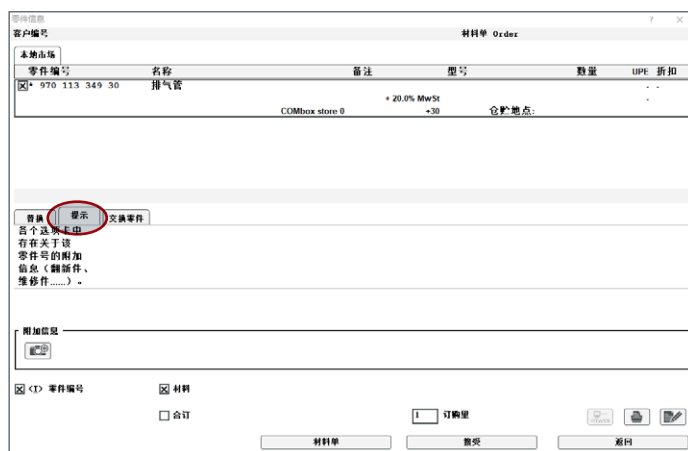 零件信息 ? ×
客户编号 材料单 Order
本地市场
零件编号 名称 备注 型号 数量 UPE 折扣
* 970 113 349 30 排气管 - -
+ 20.0% MwSt -
COMbox store 0 +30 仓贮地点:
替换 提示 交换零件
各个选项卡中
存在关于该
零件号的附加
信息（翻新件、
维修件......）。
附加信息
<I> 零件编号 材料
合订 1 订购量
材料单 接受 返回